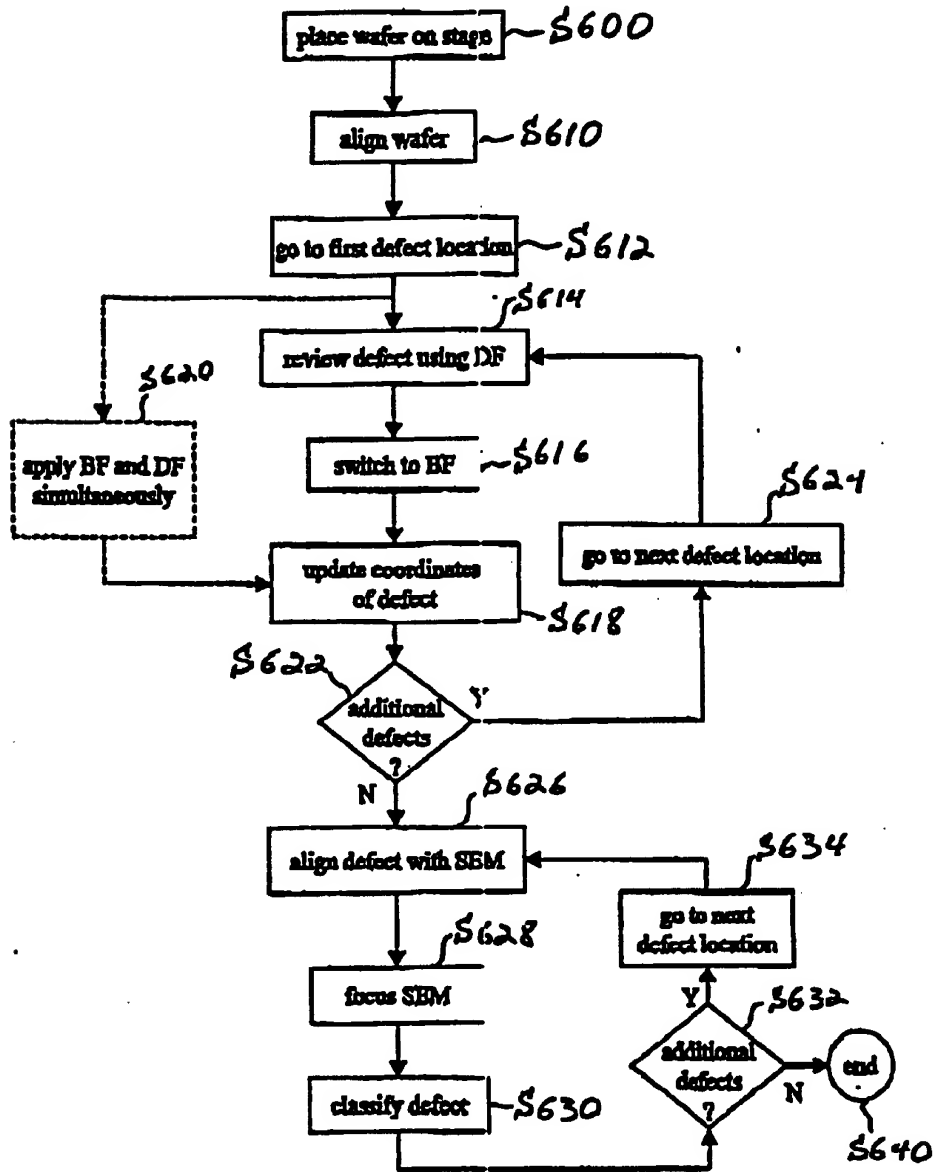 place wafer on stage
S600
align wafer
S610
go to first defect location
S612
S614
review defect using DF
S620
apply BF and DF
simultaneously
switch to BF
S616
S624
go to next defect location
update coordinates
of defect
S618
S622
additional
defects
?
Y
N
S626
align defect with SEM
S634
go to next
defect location
S628
focus SEM
Y
S632
additional
defects
?
N
end
classify defect
S630
S640